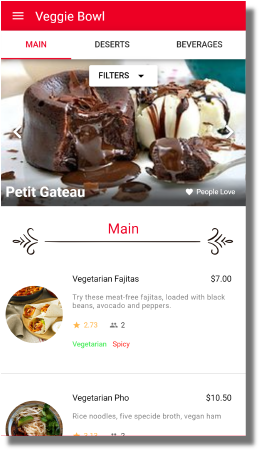 Veggie Bowl
MAIN DESERTS BEVERAGES
FILTERS
Petit Gateau People Love
Main
Vegetarian Fajitas $7.00
Try these meat-free fajitas, loaded with black
beans, avocado and peppers.
2.73 2
Vegetarian Spicy
Vegetarian Pho $10.50
Rice noodles, five specide broth, vegan ham